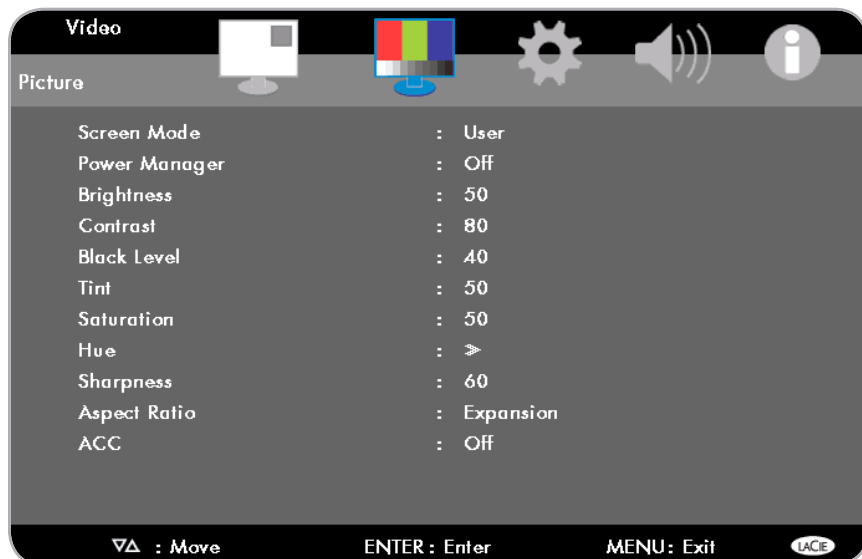 Video
Picture
Screen Mode : User
Power Manager : Off
Brightness : 50
Contrast : 80
Black Level : 40
Tint : 50
Saturation : 50
Hue : ≫
Sharpness : 60
Aspect Ratio : Expansion
ACC : Off
▽△ : Move ENTER : Enter MENU : Exit LACIE